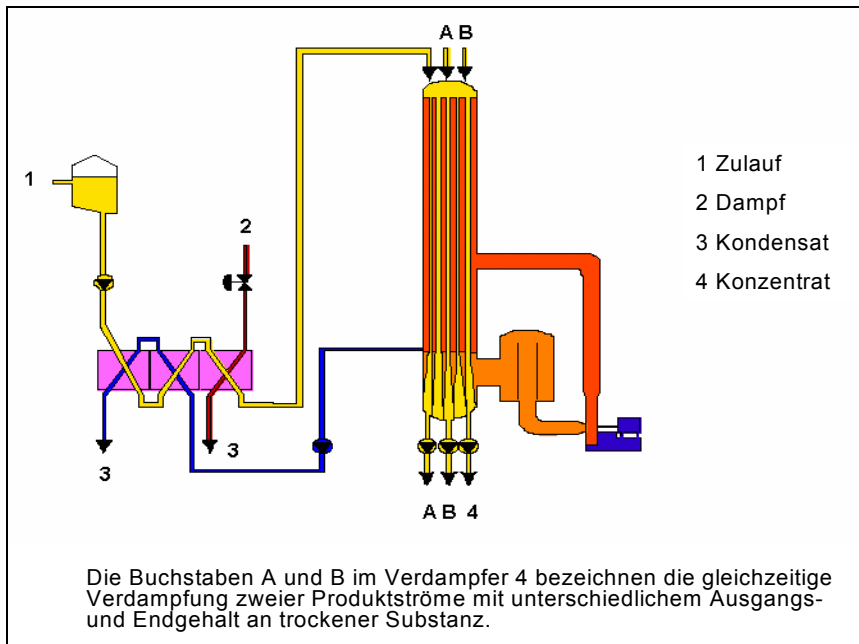 A B
1
2
1 Zulauf
2 Dampf
3 Kondensat
4 Konzentrat
3
3
A B 4
Die Buchstaben A und B im Verdampfer 4 bezeichnen die gleichzeitige
Verdampfung zweier Produktströme mit unterschiedlichem Ausgangs-
und Endgehalt an trockener Substanz.